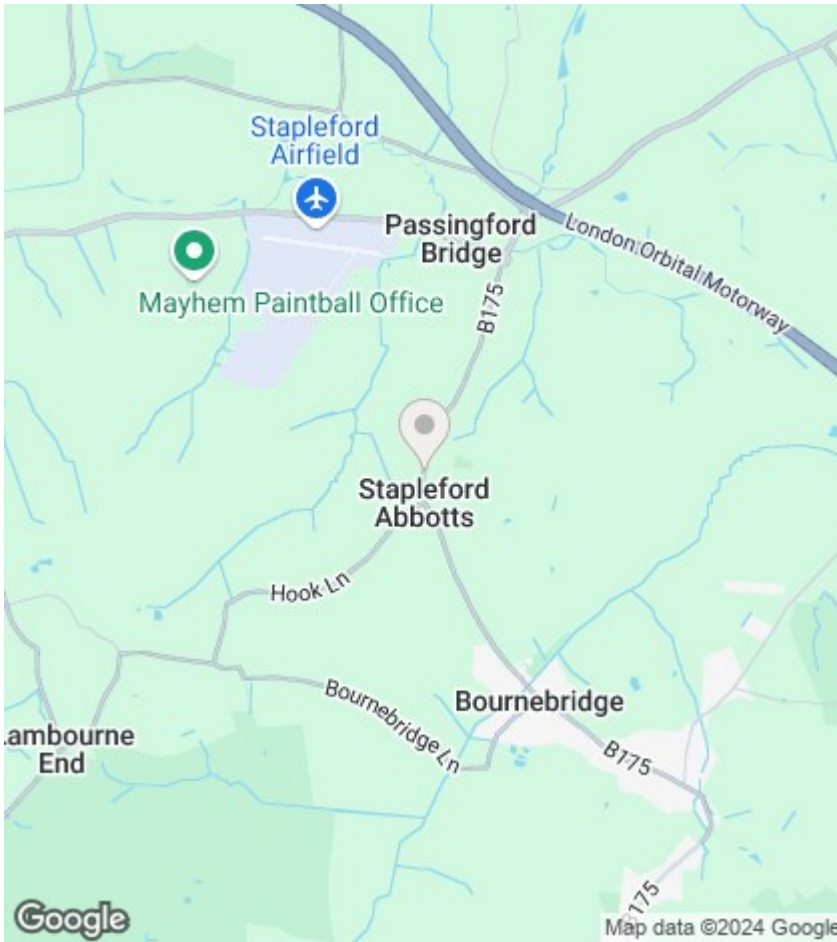 Stapleford
Airfield
Passingford
Bridge
London Orbital Motorway
Mayhem Paintball Office
B175
Stapleford
Abbotts
Hook Ln
Bournebridge Ln
Bournebridge
ambourne
End
B175
B175
Google
Map data ©2024 Google